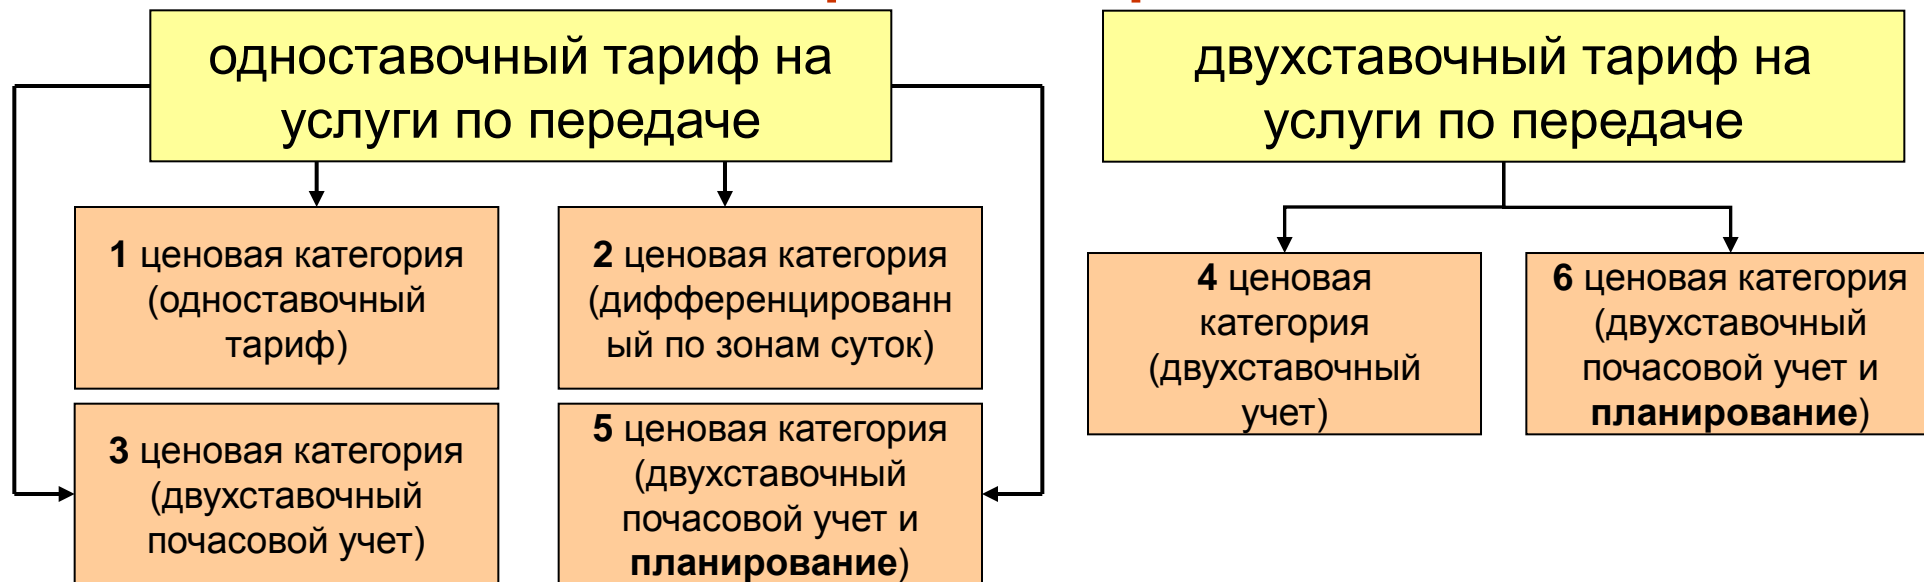 одноставочный тариф на
услуги по передаче
двухставочный тариф на
услуги по передаче
1 ценовая категория
(одноставочный
тариф)
2 ценовая категория
(дифференцированн
ый по зонам суток)
4 ценовая
категория
(двухставочный
учет)
6 ценовая категория
(двухставочный
почасовой учет и
планирование)
3 ценовая категория
(двухставочный
почасовой учет)
5 ценовая категория
(двухставочный
почасовой учет и
планирование)